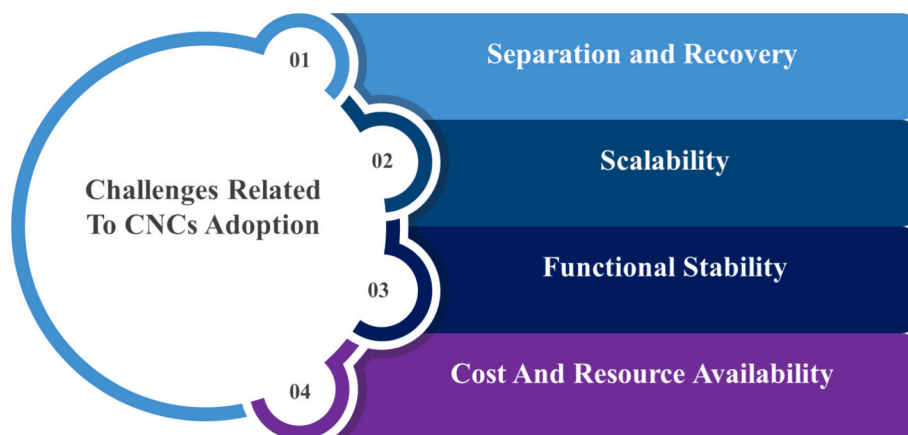 Challenges Related
To CNCs Adoption
01
Separation and Recovery
02
Scalability
03
Functional Stability
04
Cost And Resource Availability